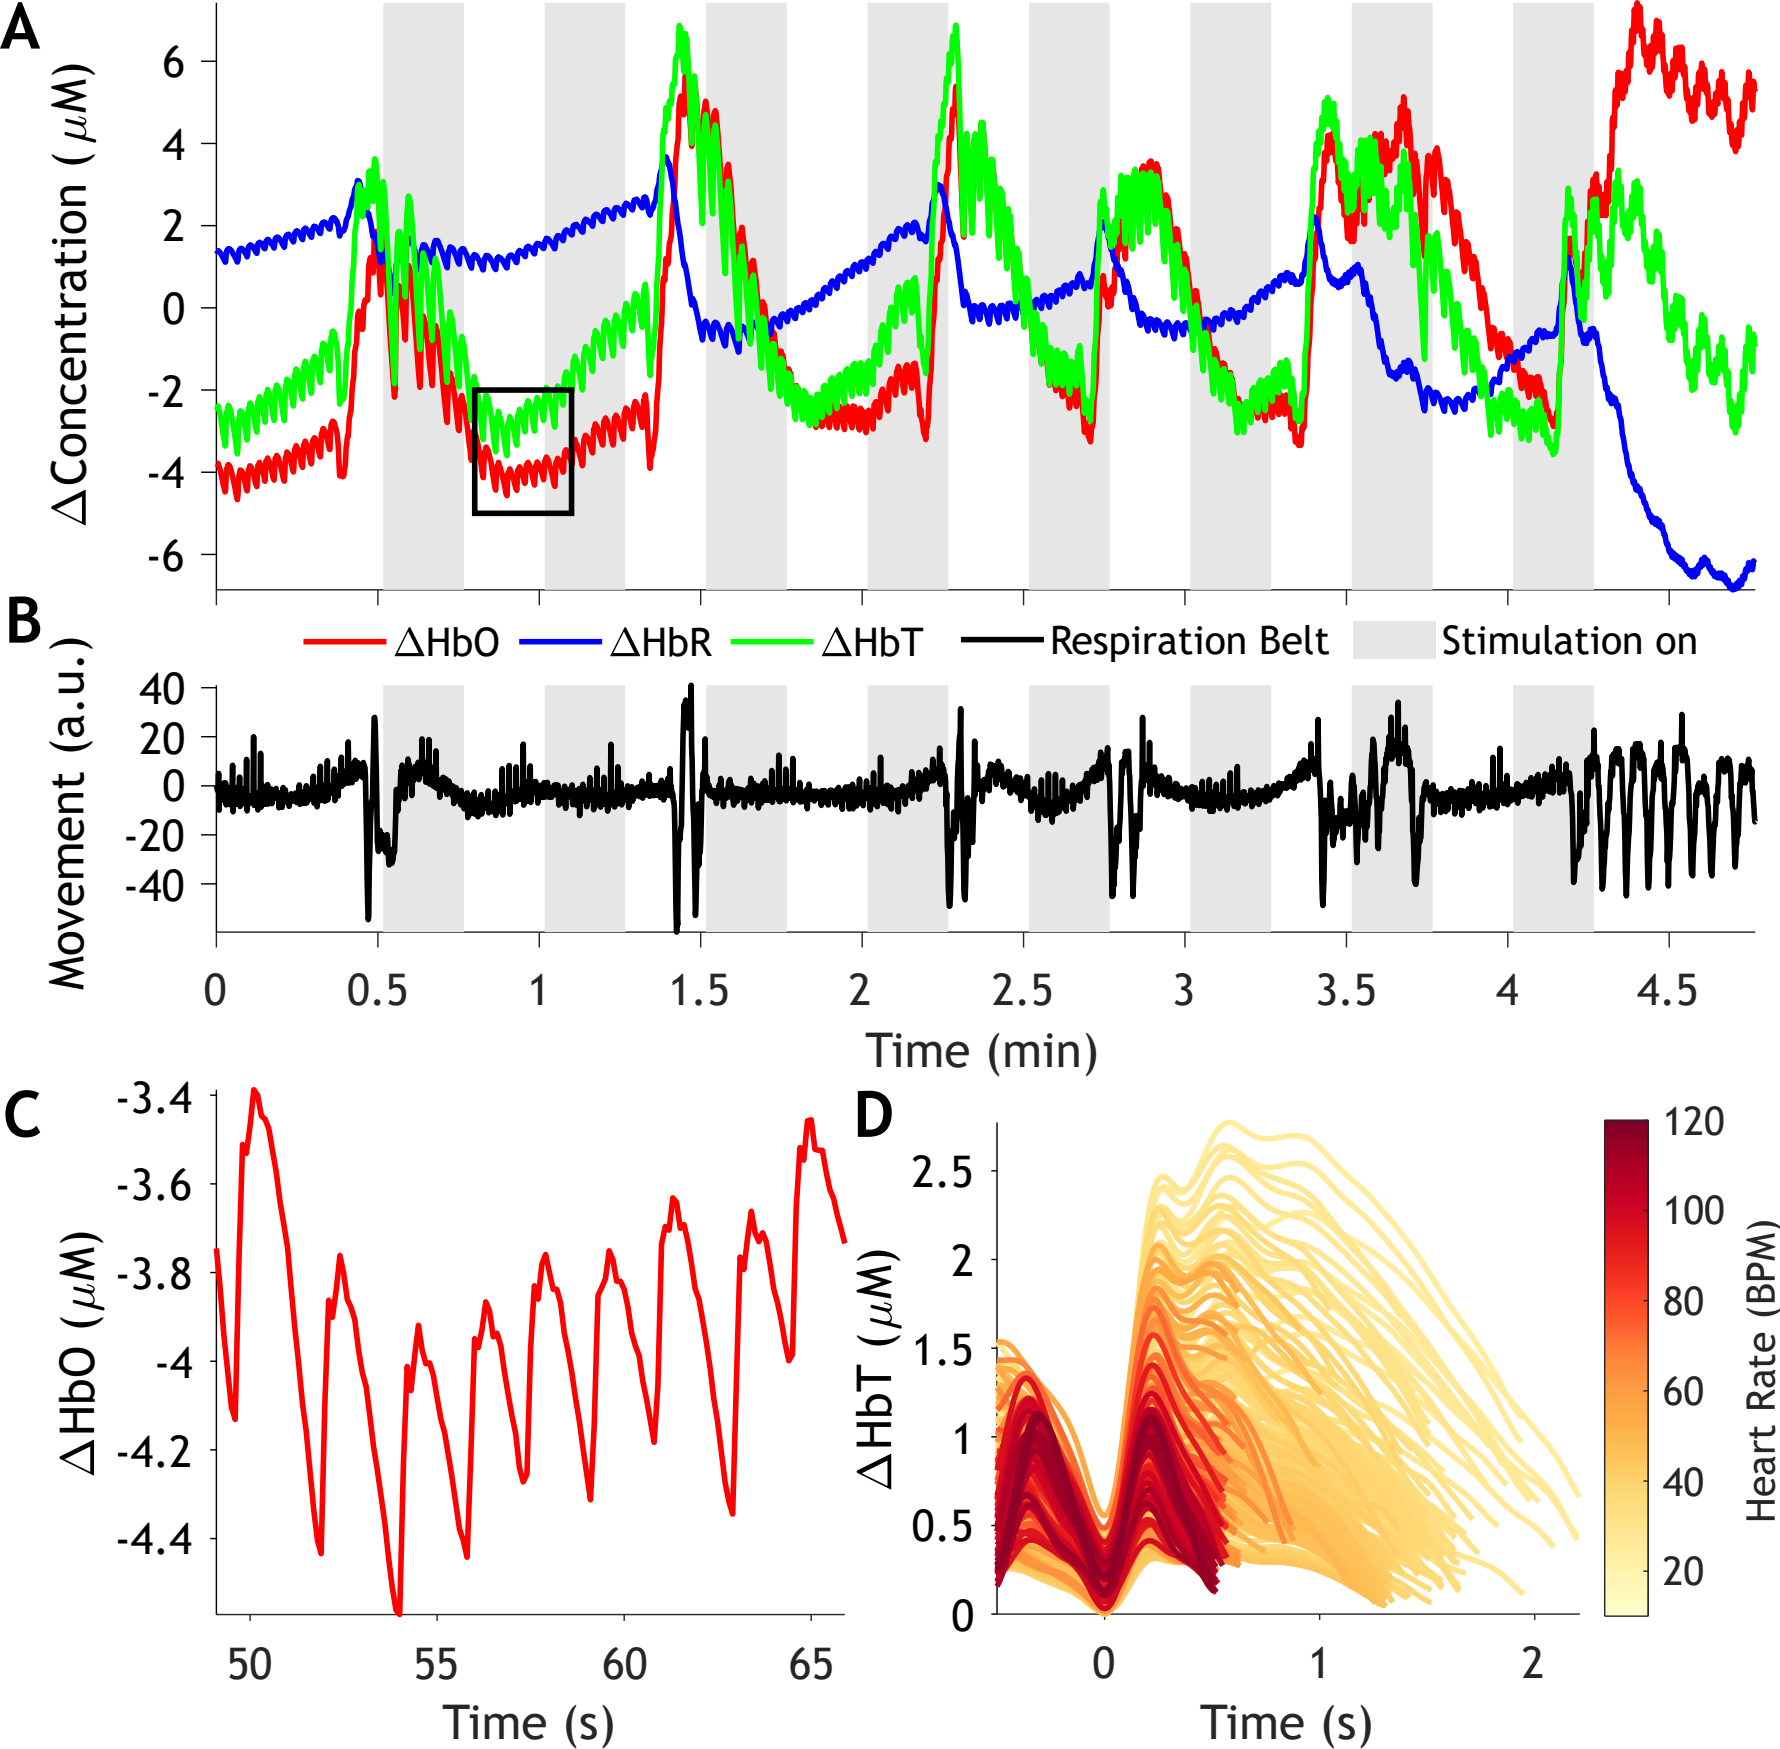 A
ΔConcentration (μM)
6
4
2
0
-2
-4
-6
B
ΔHbO ΔHbR ΔHbT Respiration Belt Stimulation on
Movement (a.u.)
40
20
0
-20
-40
0 0.5 1 1.5 2 2.5 3 3.5 4 4.5
Time (min)
C
ΔHbO (μM)
-3.4
-3.6
-3.8
-4
-4.2
-4.4
50 55 60 65
Time (s)
D
ΔHbT (μM)
2.5
2
1.5
1
0.5
0
0 1 2
Time (s)
120
100
80
60
40
20
Heart Rate (BPM)